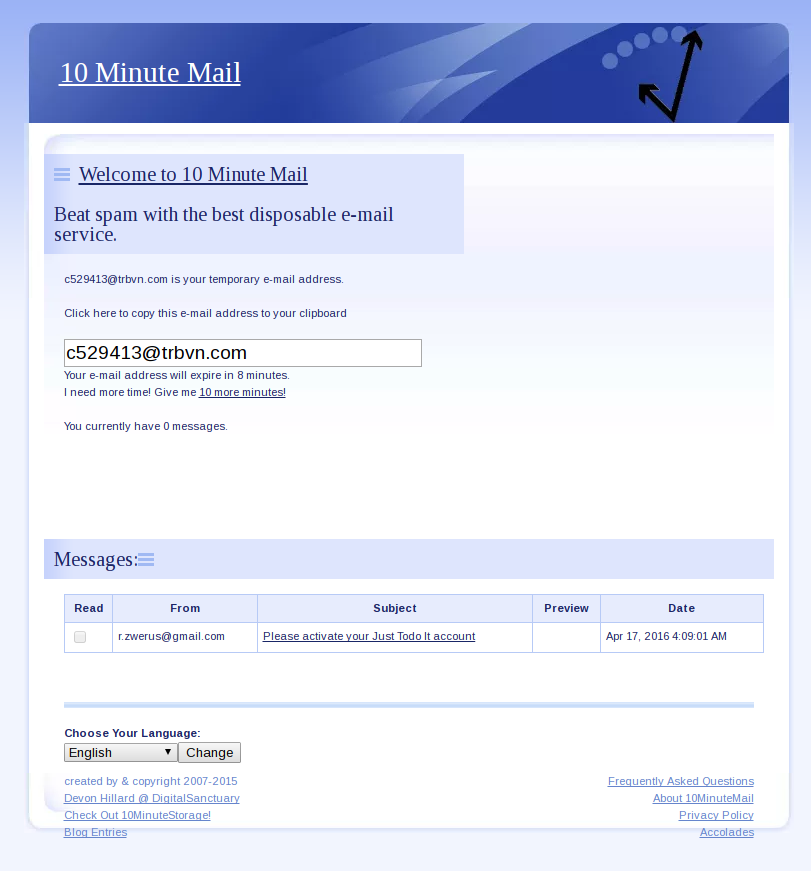 10 Minute Mail
Welcome to 10 Minute Mail
Beat spam with the best disposable e-mail
service.
c529413@trbvn.com is your temporary e-mail address.
Click here to copy this e-mail address to your clipboard
c529413@trbvn.com
Your e-mail address will expire in 8 minutes.
I need more time! Give me 10 more minutes!
You currently have 0 messages.
Messages:
Read From Subject Preview Date
r.zwerus@gmail.com Please activate your Just Todo It account Apr 17, 2016 4:09:01 AM
Choose Your Language:
English Change
created by & copyright 2007-2015 Frequently Asked Questions
Devon Hillard @ DigitalSanctuary About 10MinuteMail
Check Out 10MinuteStorage! Privacy Policy
Blog Entries Accolades